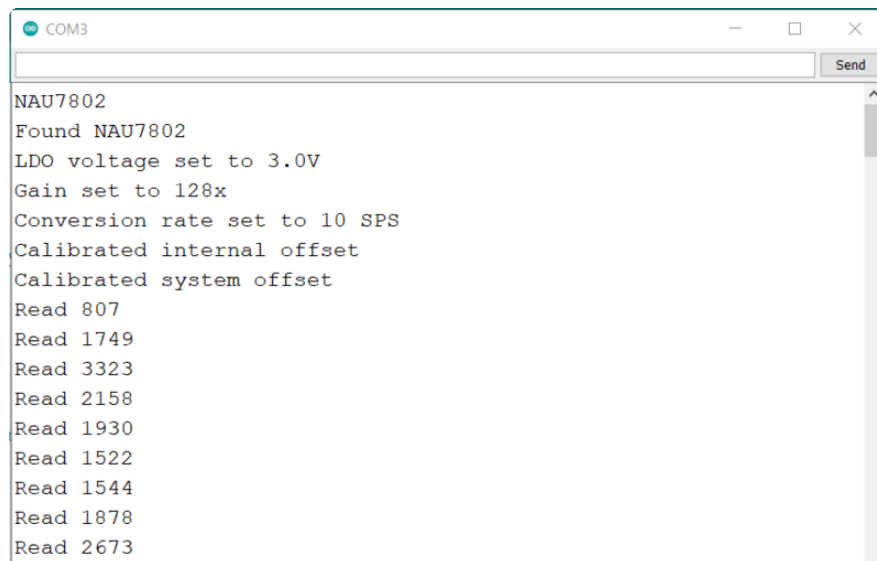 COM3
Send
NAU7802
Found NAU7802
LDO voltage set to 3.0V
Gain set to 128x
Conversion rate set to 10 SPS
Calibrated internal offset
Calibrated system offset
Read 807
Read 1749
Read 3323
Read 2158
Read 1930
Read 1522
Read 1544
Read 1878
Read 2673